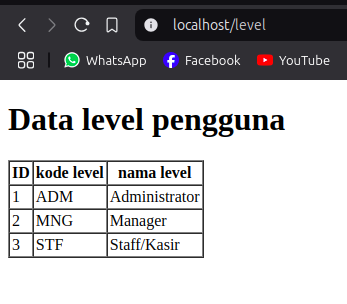 localhost/level
WhatsApp Facebook YouTube
Data level pengguna
ID kode level nama level
1 ADM Administrator
2 MNG Manager
3 STF Staff/Kasir